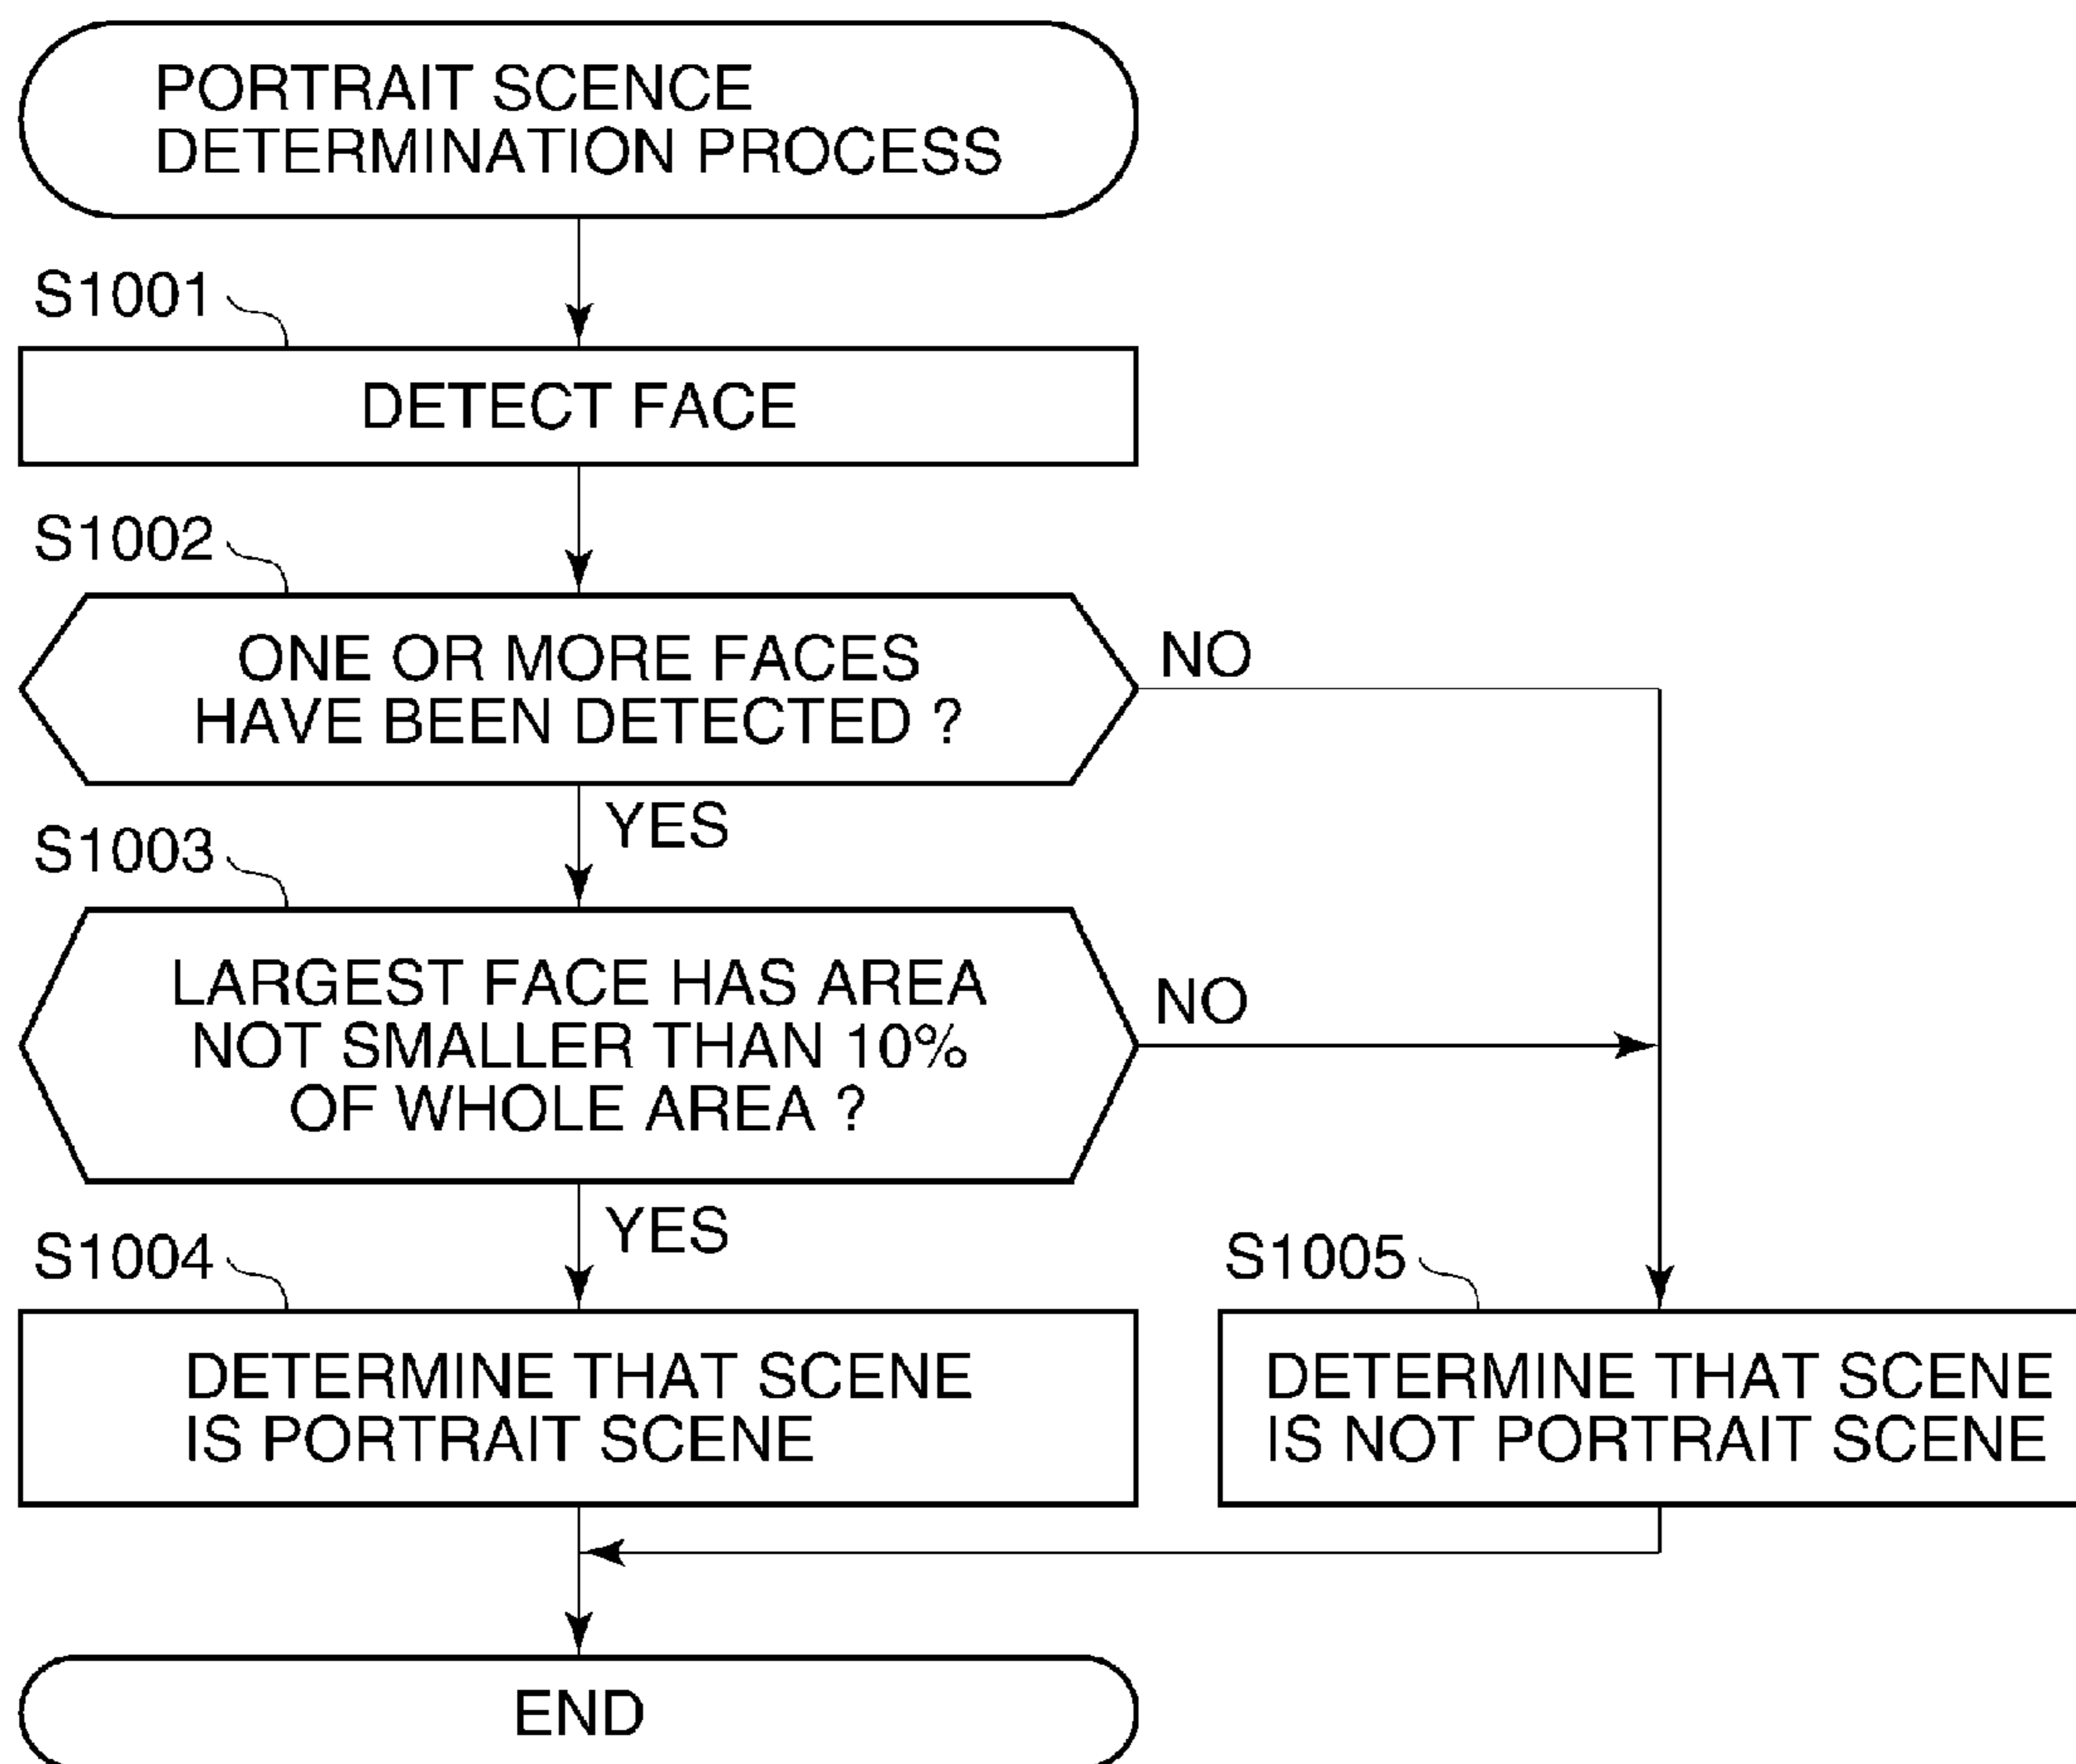 PORTRAIT SCENCE
DETERMINATION PROCESS
S1001
DETECT FACE
S1002
ONE OR MORE FACES
HAVE BEEN DETECTED ?
NO
YES
S1003
LARGEST FACE HAS AREA
NOT SMALLER THAN 10%
OF WHOLE AREA ?
NO
YES
S1004
DETERMINE THAT SCENE
IS PORTRAIT SCENE
S1005
DETERMINE THAT SCENE
IS NOT PORTRAIT SCENE
END